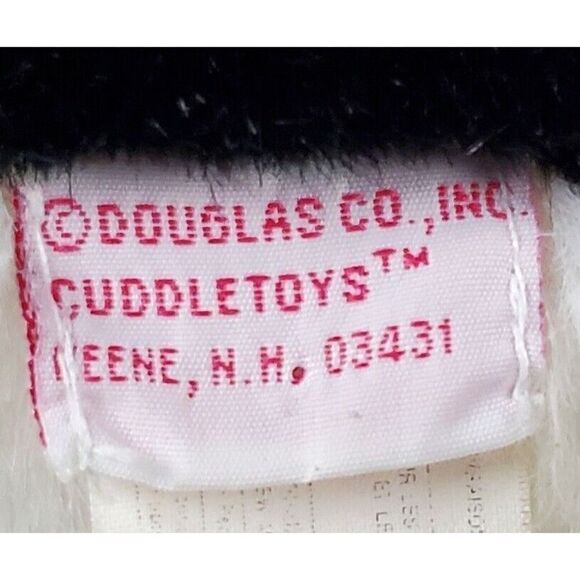 ©DOUGLAS CO.,INC.
CUDDLETOYS™
KEENE, N.H. 03431